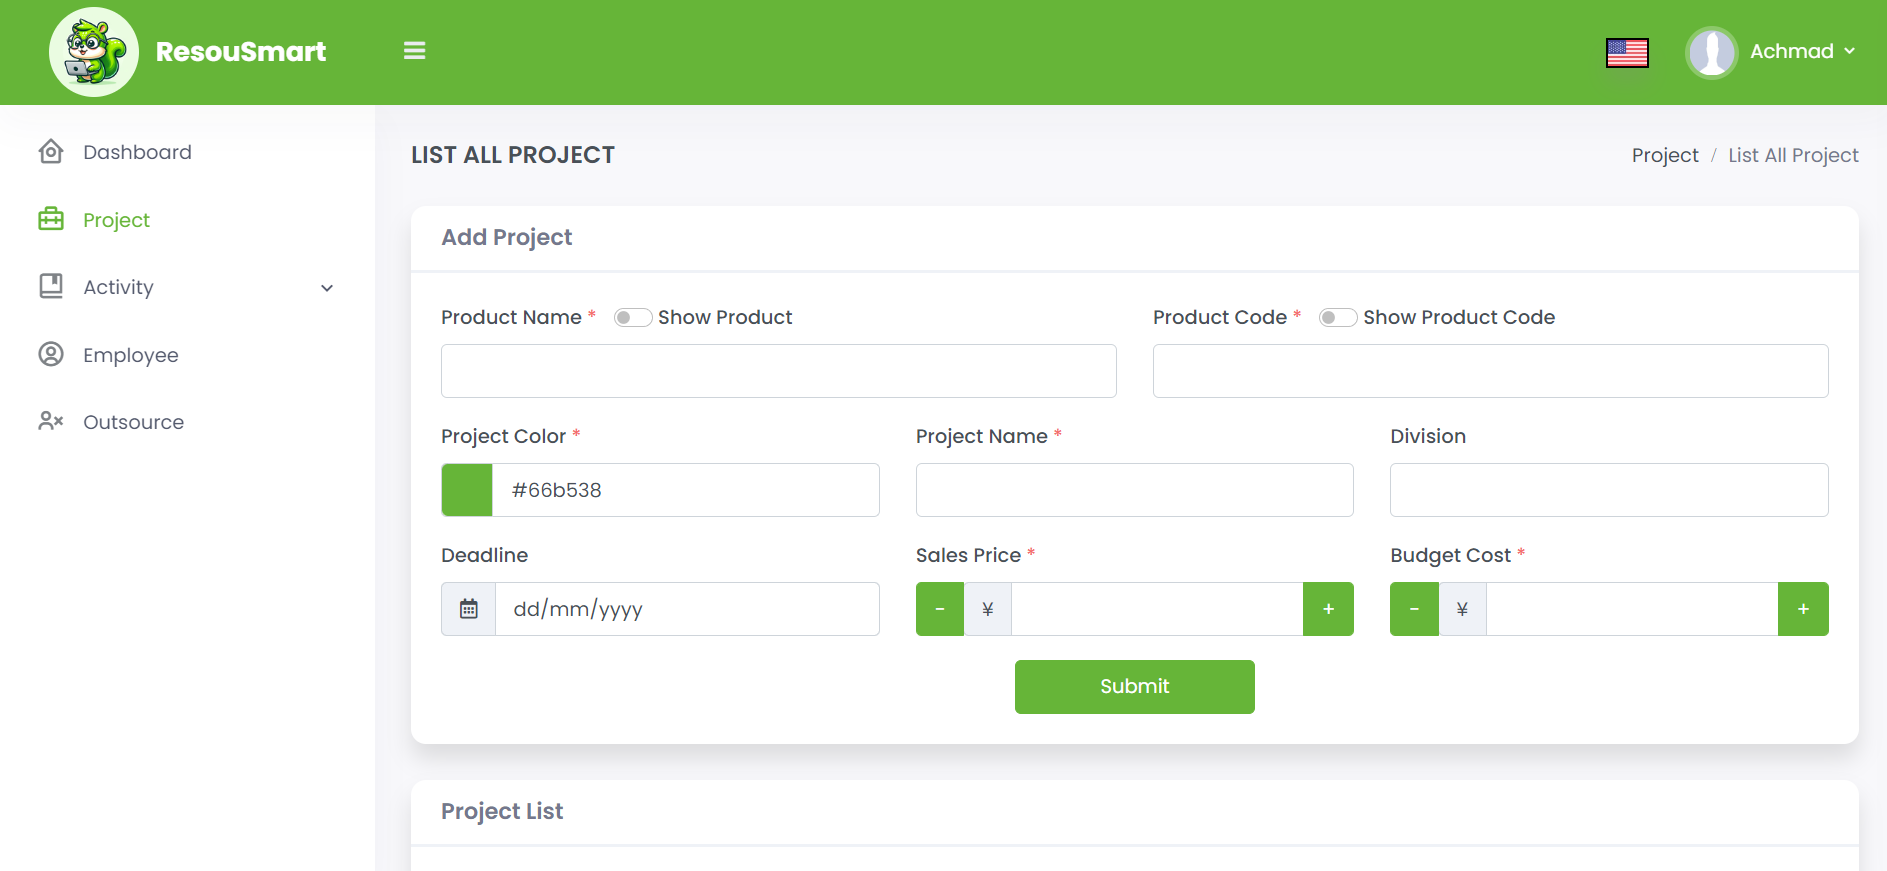 ResouSmart
Achmad
Dashboard
Project
Activity
Employee
Outsource
LIST ALL PROJECT
Project / List All Project
Add Project
Product Name * Show Product
Product Code * Show Product Code
Project Color *
Project Name *
Division
#66b538
Deadline
Sales Price *
Budget Cost *
dd/mm/yyyy
- ¥ +
- ¥ +
Submit
Project List